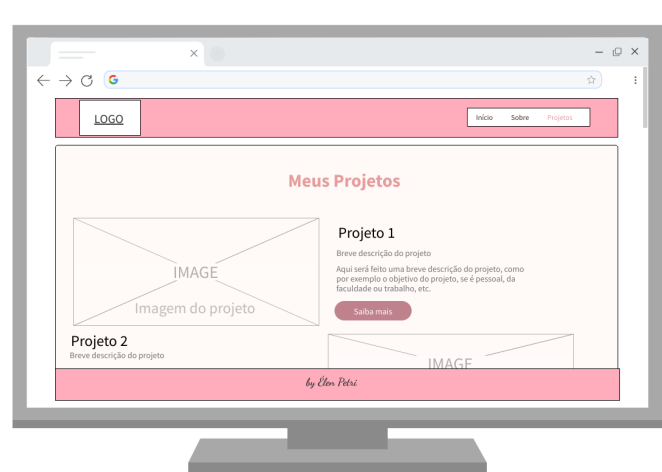 LOGO
Início Sobre Projetos
Meus Projetos
IMAGE
Imagem do projeto
Projeto 1
Breve descrição do projeto
Aqui será feito uma breve descrição do projeto, como
por exemplo o objetivo do projeto, se é pessoal, da
faculdade ou trabalho, etc.
Saiba mais
Projeto 2
Breve descrição do projeto
IMAGE
by Élen Petri